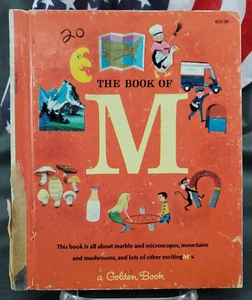 20
THE BOOK OF
M
This book is all about marble and microscopes, mountains
and mushrooms, and lots of other exciting M's.
a Golden Book